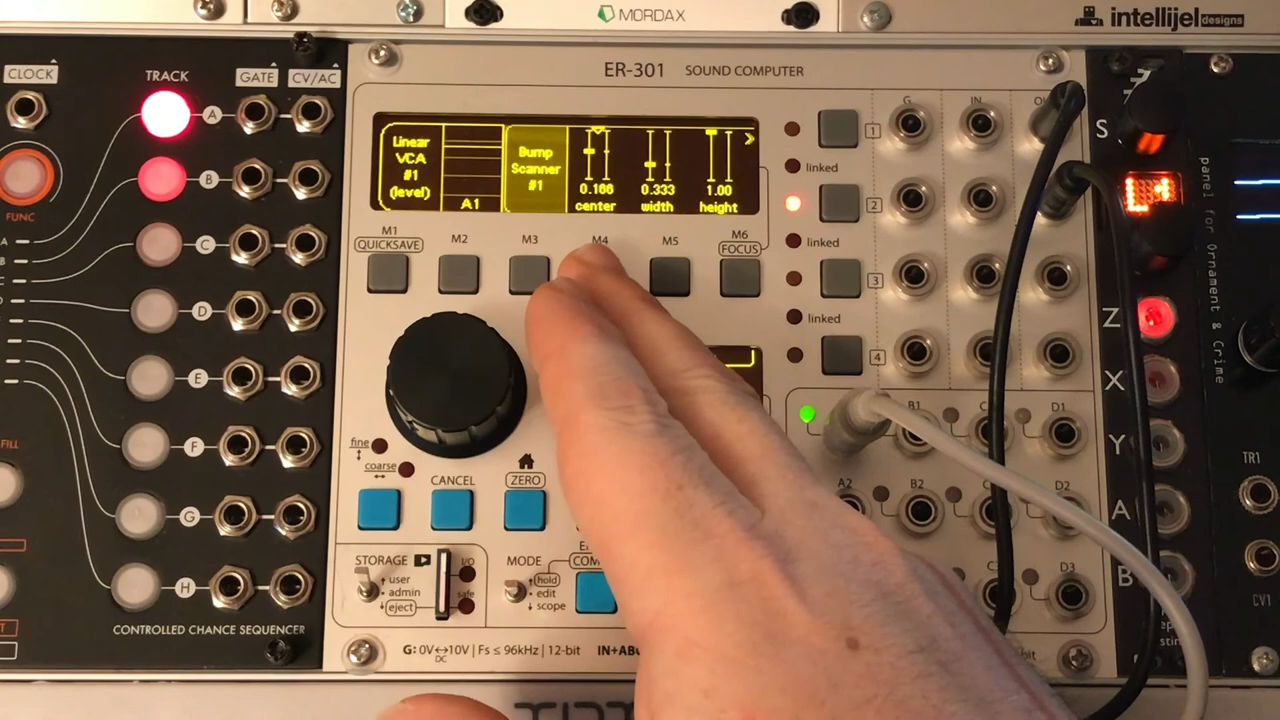 MORDAX
intellijel designs
CLOCK
TRACK
GATE
CV/AC
ER-301 SOUND COMPUTER
G
IN
S
A
B
C
D
E
F
G
H
FUNC
Linear
VCA
#1
(level)
A1
Bump
Scanner
#1
0.166
center
0.333
width
1.00
height
>
1
linked
2
linked
3
linked
4
M1
M2
M3
M4
M5
M6
QUICKSAVE
FOCUS
panel for Ornament & Crime
Z
X
Y
A
B
B1
D1
A2
B2
D2
D3
TR1
CV1
fine
coarse
CANCEL
ZERO
FILL
STORAGE
user
admin
eject
I/O
safe
MODE
hold
edit
scope
CONTROLLED CHANCE SEQUENCER
G: 0V↔10V | Fs ≤ 96kHz | 12-bit
DC